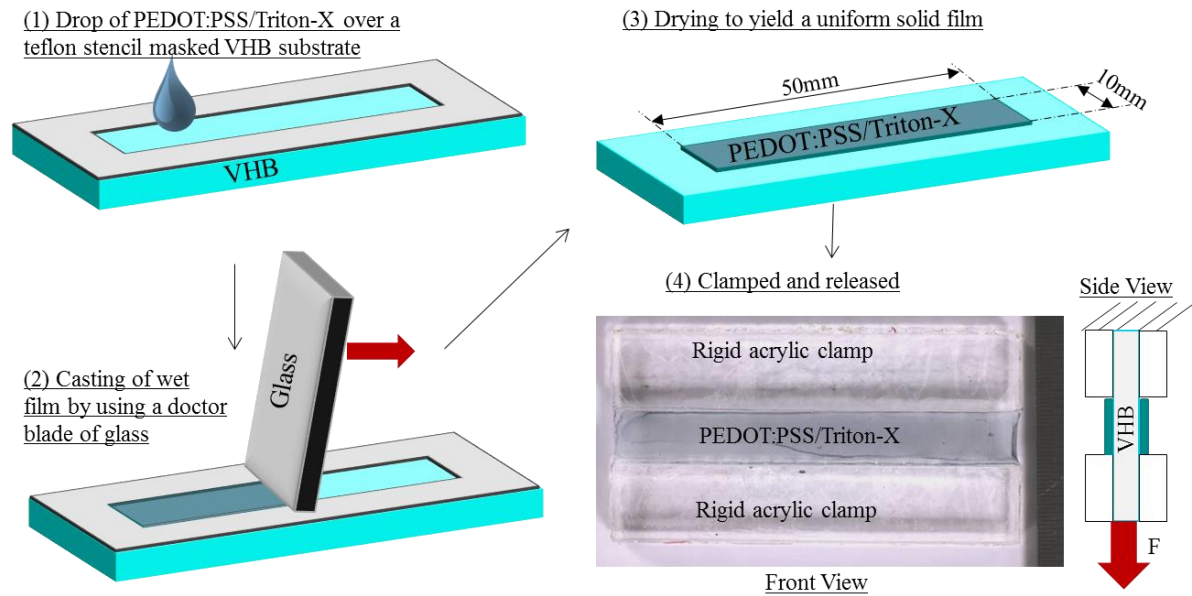 (1) Drop of PEDOT:PSS/Triton-X over a
teflon stencil masked VHB substrate
VHB
(2) Casting of wet
film by using a doctor
blade of glass
Glass
(3) Drying to yield a uniform solid film
50mm
10mm
PEDOT:PSS/Triton-X
(4) Clamped and released
Rigid acrylic clamp
PEDOT:PSS/Triton-X
Rigid acrylic clamp
Front View
Side View
VHB
F